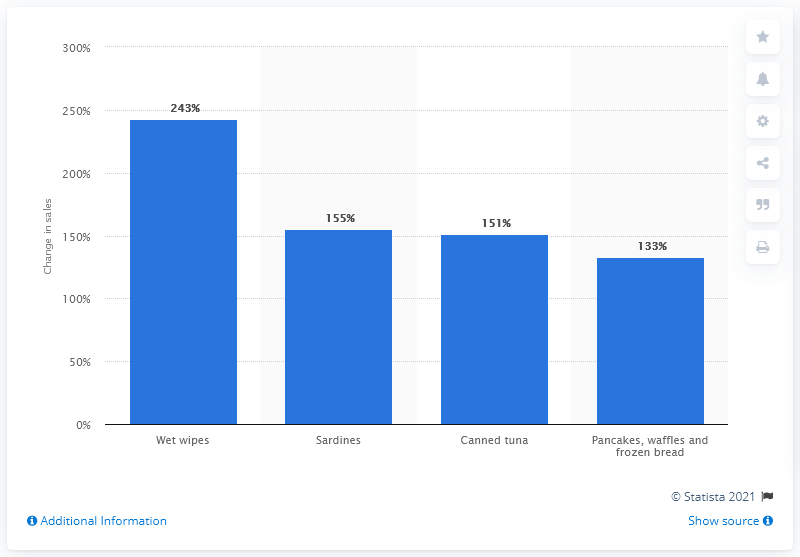 300%
250%
200%
150%
100%
50%
0%
Change in sales
243%
155%
151%
133%
Wet wipes
Sardines
Canned tuna
Pancakes, waffles and
frozen bread
© Statista 2021
Additional Information
Show source